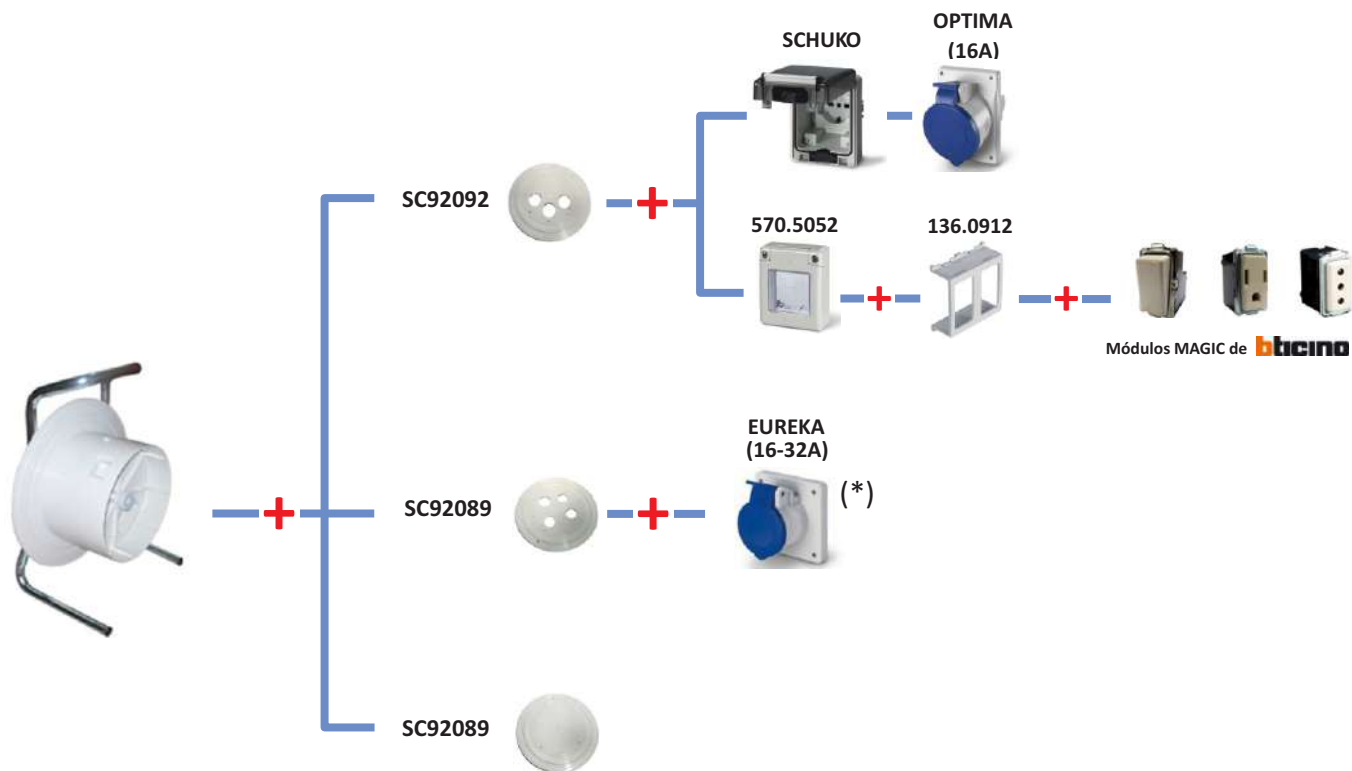 OPTIMA
(16A)
SCHUKO
SC92092
570.5052
136.0912
Módulos MAGIC de bticino
EUREKA
(16-32A)
(*)
SC92089
SC92089